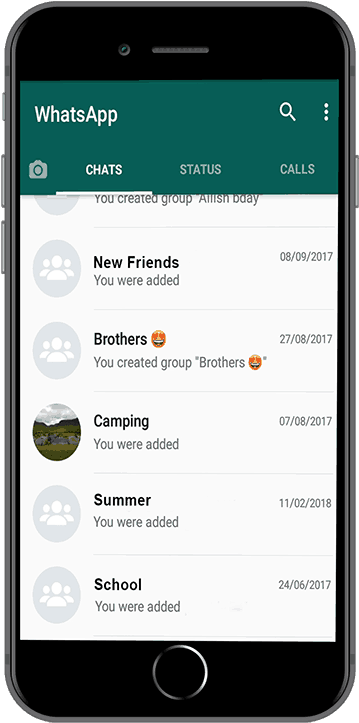 WhatsApp
CHATS STATUS CALLS
You created group "Allish bday"
New Friends 08/09/2017
You were added
Brothers 27/08/2017
You created group "Brothers "
Camping 07/08/2017
You were added
Summer 11/02/2018
You were added
School 24/06/2017
You were added